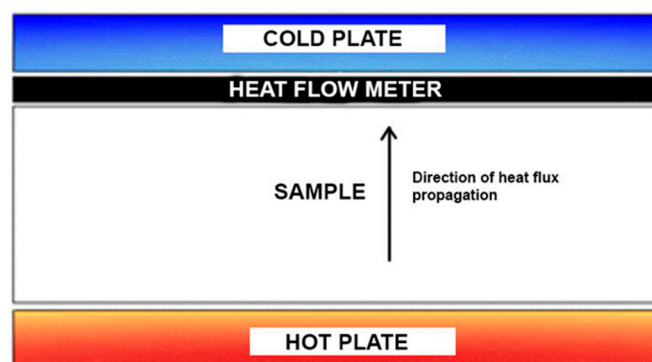 COLD PLATE
HEAT FLOW METER
SAMPLE
Direction of heat flux
propagation
HOT PLATE